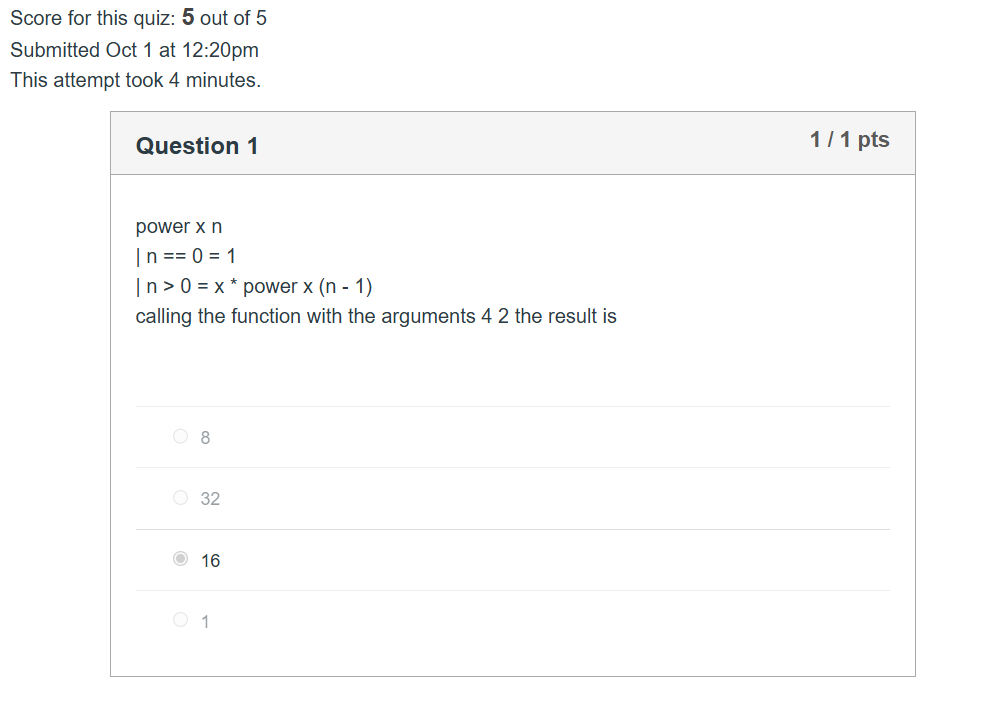 Score for this quiz: 5 out of 5
Submitted Oct 1 at 12:20pm
This attempt took 4 minutes.
Question 1
1 / 1 pts
power x n
| n == 0 = 1
| n > 0 = x * power x (n - 1)
calling the function with the arguments 4 2 the result is
8
32
16
1